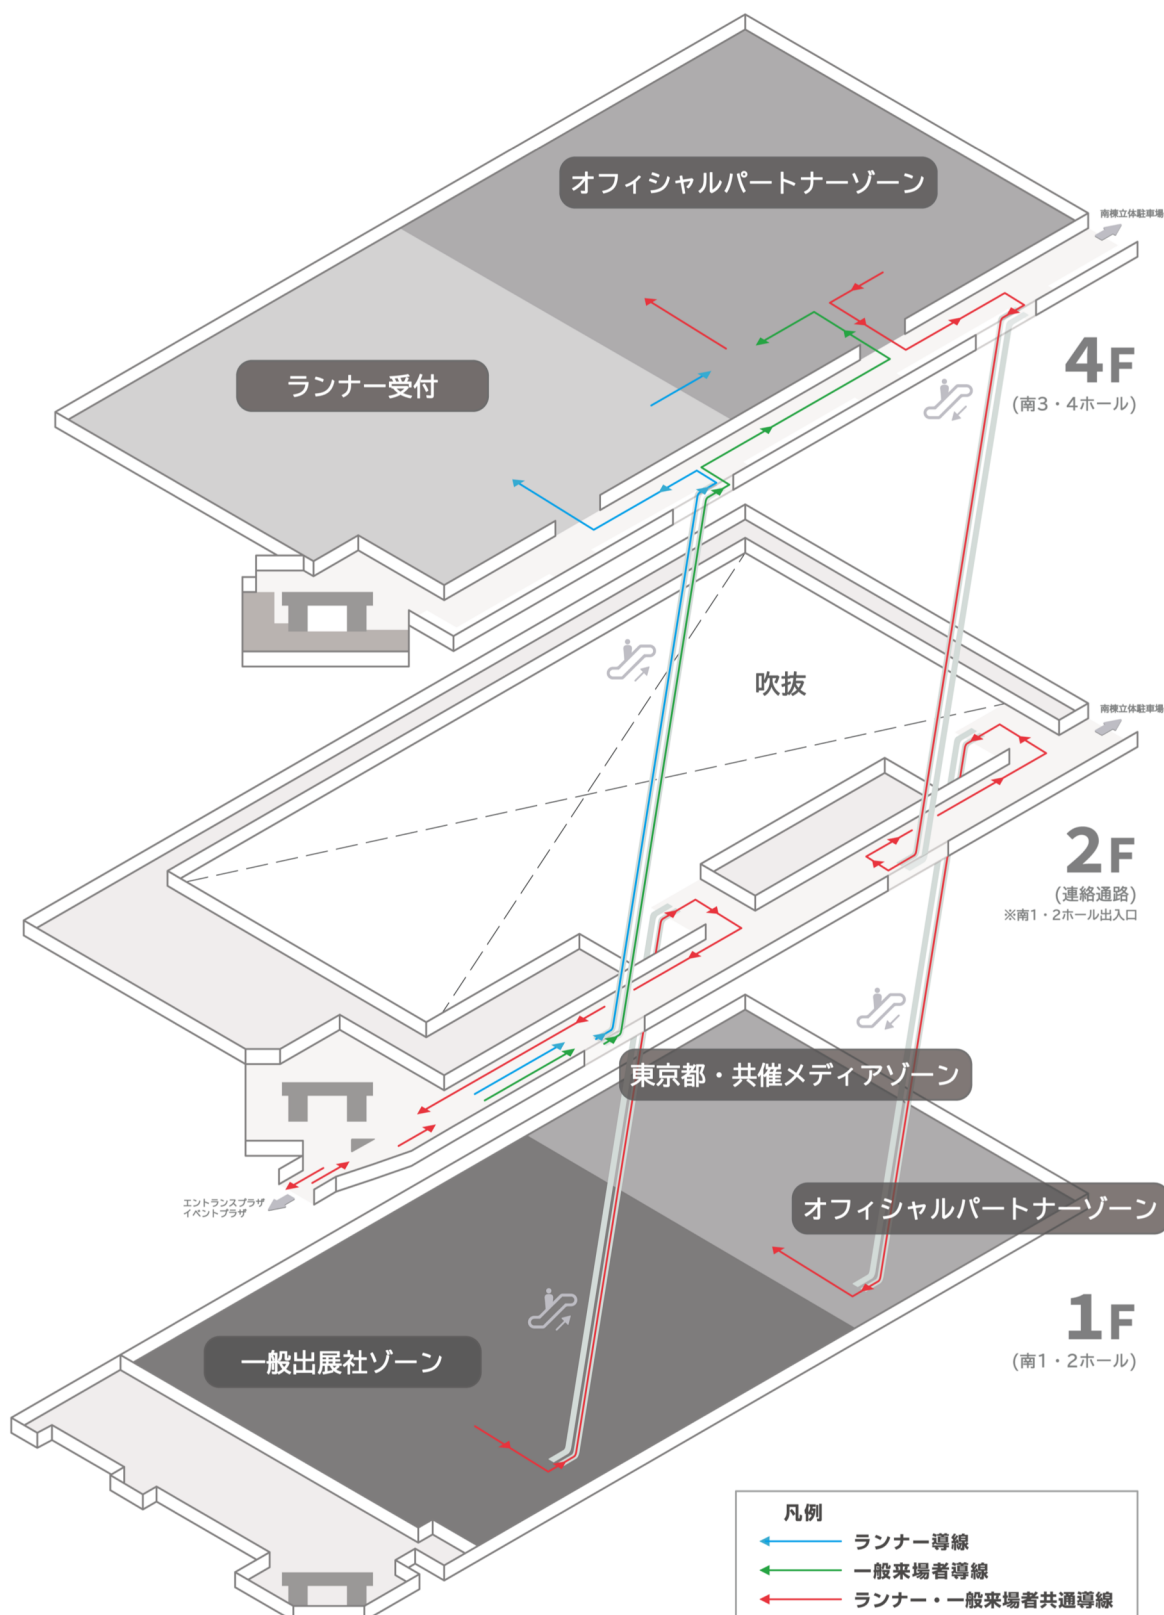 オフィシャルパートナーゾーン
南棟立体駐車場
ランナー受付
4F
(南3・4ホール)
吹抜
南棟立体駐車場
2F
(連絡通路)
※南1・2ホール出入口
東京都・共催メディアゾーン
エントランスプラザ
イベントプラザ
オフィシャルパートナーゾーン
1F
(南1・2ホール)
一般出展社ゾーン
凡例
ランナー導線
一般来場者導線
ランナー・一般来場者共通導線